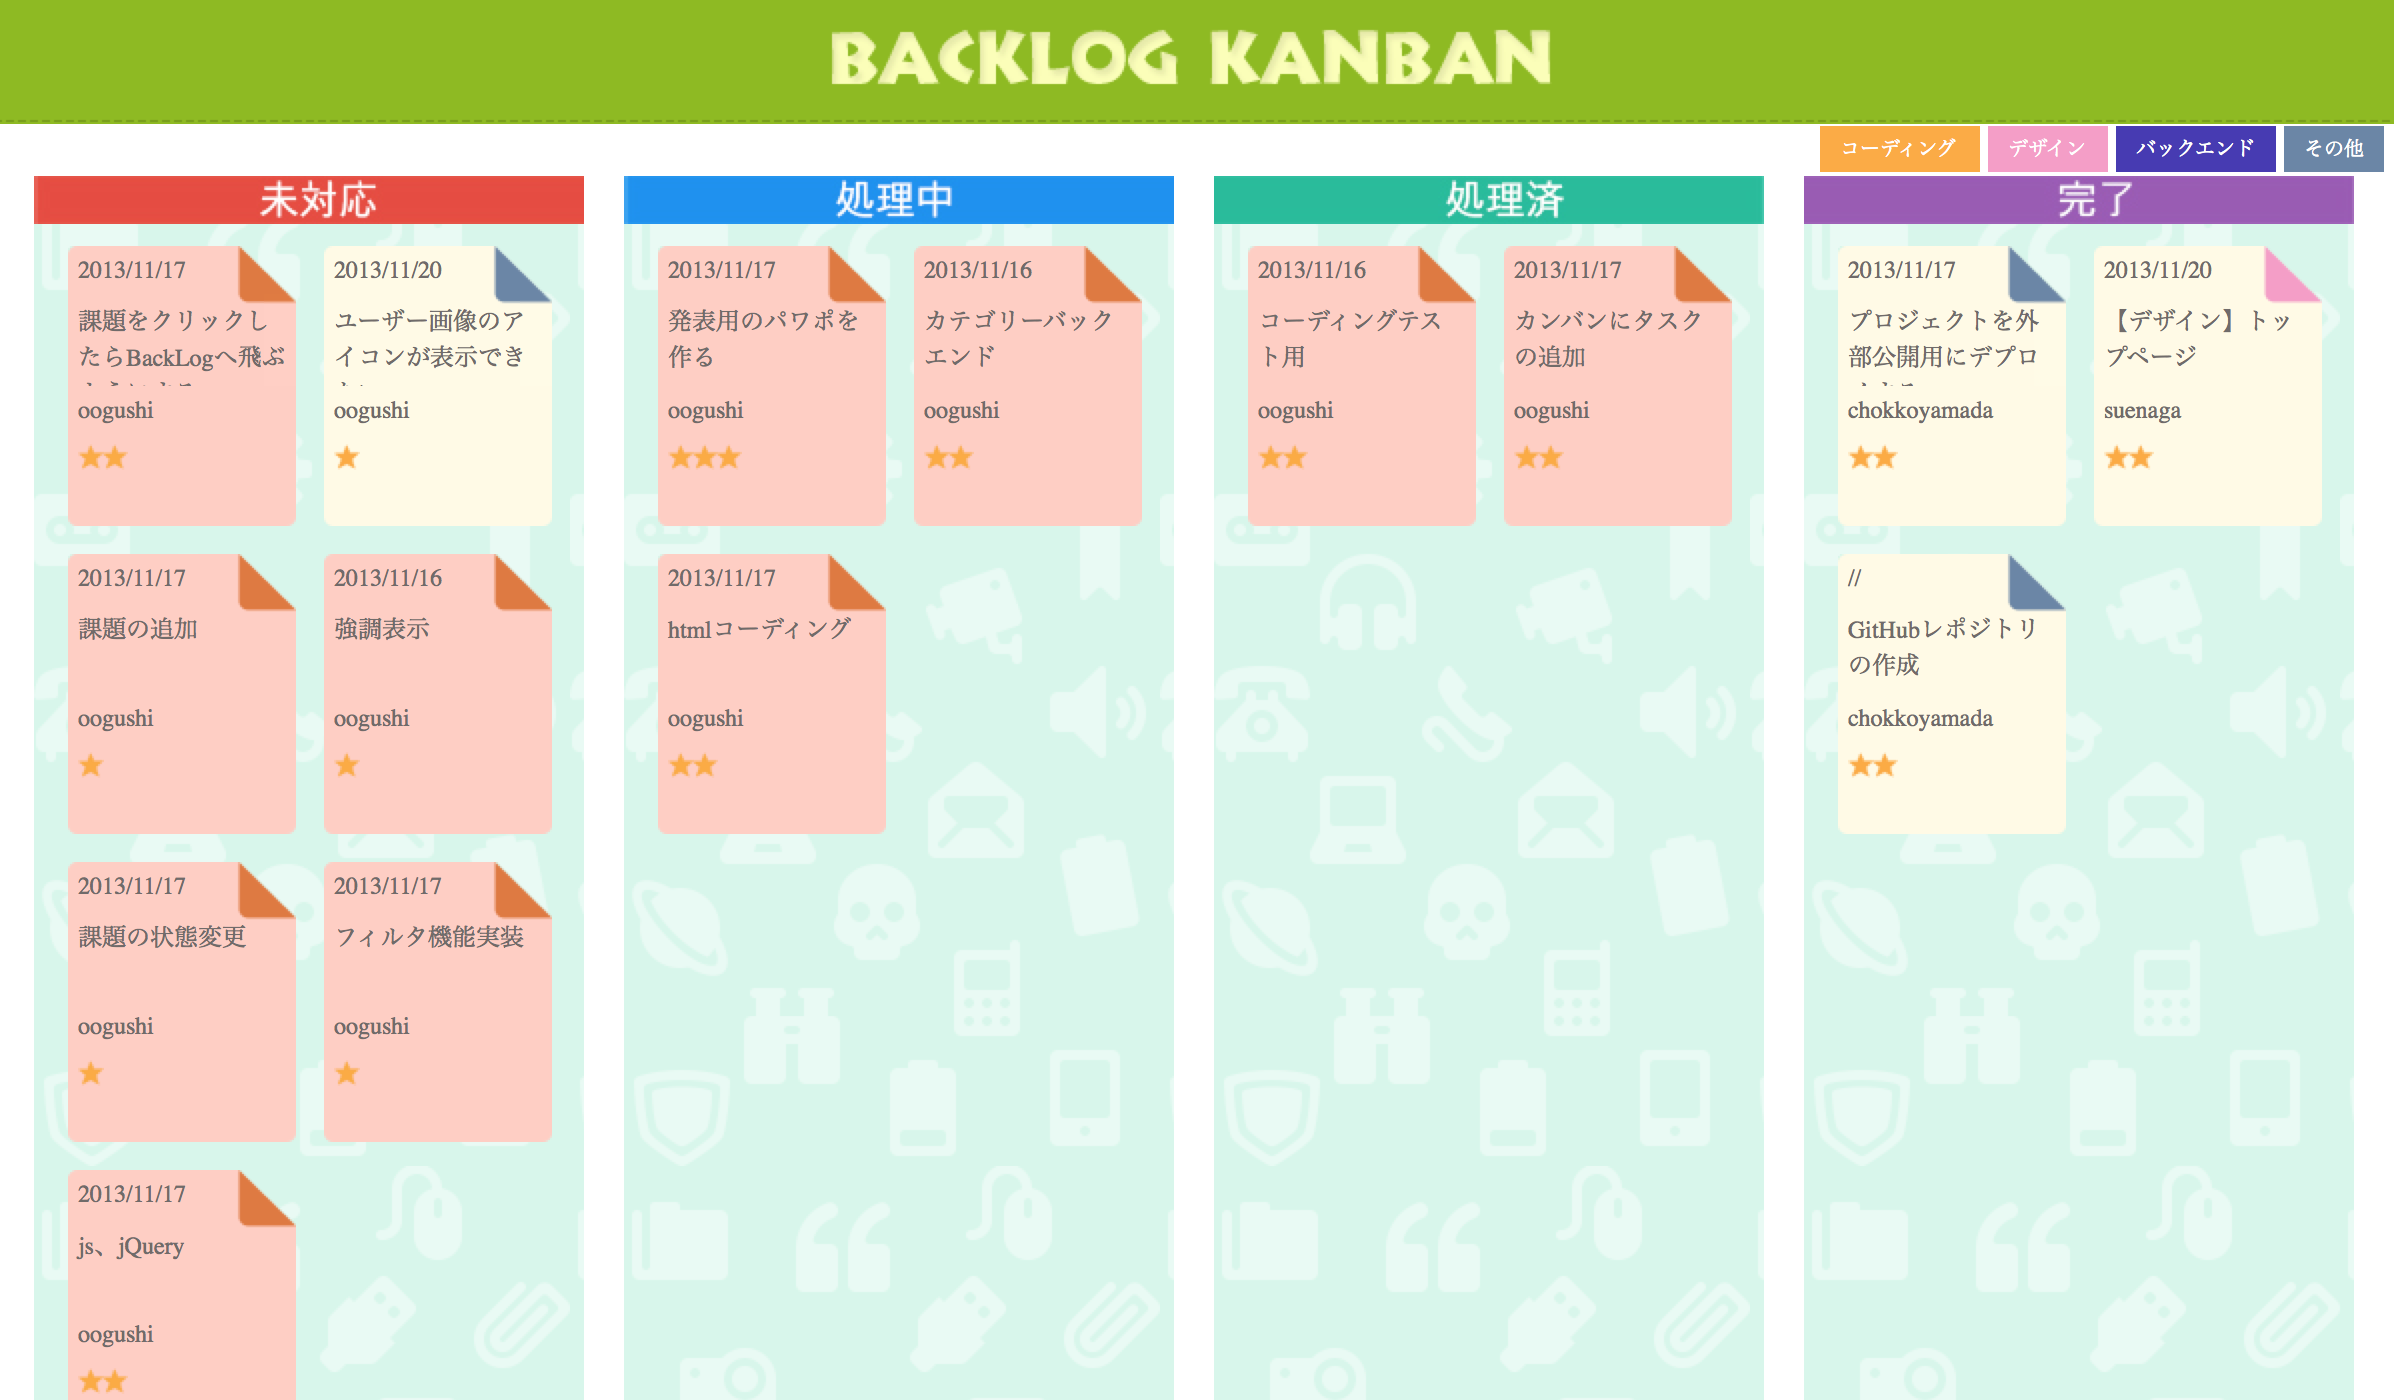 BACKLOG KANBAN
コーディング
デザイン
バックエンド
その他
未対応
2013/11/17
課題をクリックし
たらBackLogへ飛ぶ
oogushi
2013/11/20
ユーザー画像のア
イコンが表示でき
oogushi
2013/11/17
課題の追加
oogushi
2013/11/16
強調表示
oogushi
2013/11/17
課題の状態変更
oogushi
2013/11/17
フィルタ機能実装
oogushi
2013/11/17
js、jQuery
oogushi
処理中
2013/11/17
発表用のパワポを
作る
oogushi
2013/11/16
カテゴリーバック
エンド
oogushi
2013/11/17
htmlコーディング
oogushi
処理済
2013/11/16
コーディングテス
ト用
oogushi
2013/11/17
カンバンにタスク
の追加
oogushi
完了
2013/11/17
プロジェクトを外
部公開用にデプロ
chokkoyamada
2013/11/20
【デザイン】トッ
プページ
suenaga
//
GitHubレポジトリ
の作成
chokkoyamada